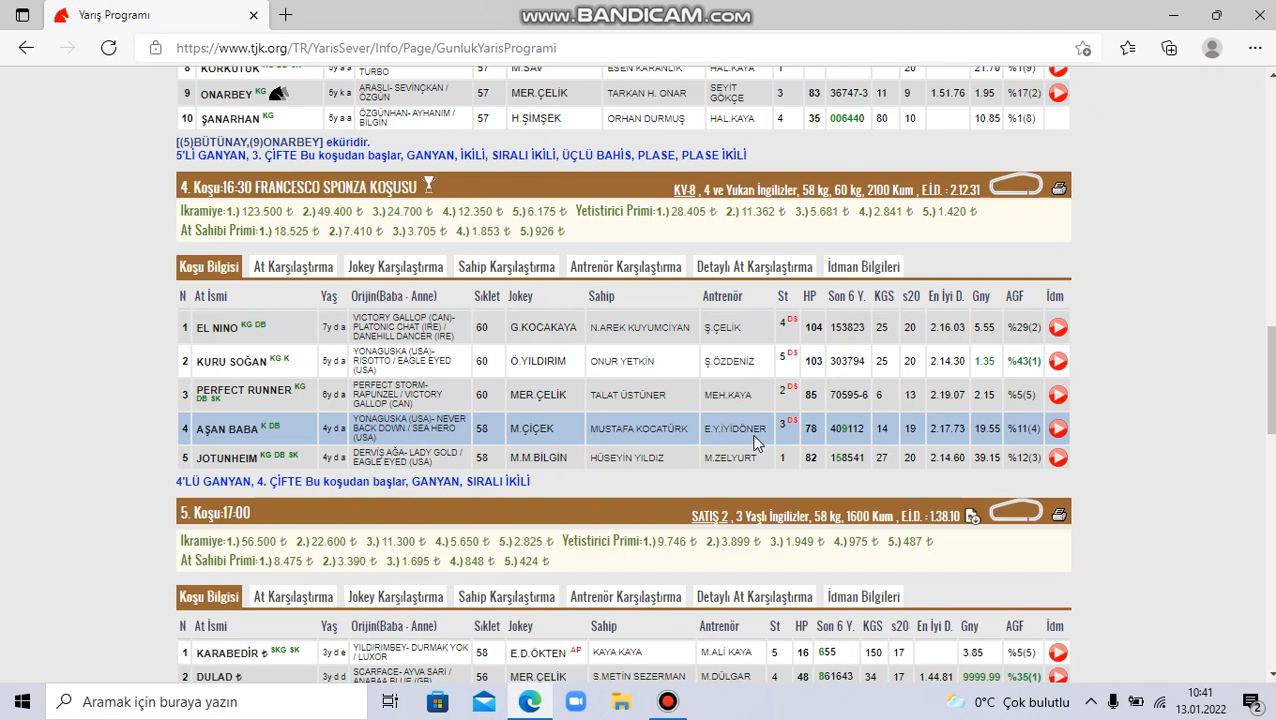 Yarış Programı
www.BANDICAM.com
https://www.tjk.org/TR/YarisSever/Info/Page/GunlukYarisProgrami
8 KORKUTUK KG DB SK TURBO 57 M.SAV ESEN KARANLIK HAL.KAYA 1 20 21.70 %1(9)
9 ONARBEY KG 5y k a ARASLI- SEVİNÇKAN / ÖZGÜN 57 MER.ÇELİK TARKAN H. ONAR SEYİT GÖKÇE 3 83 36747-3 11 9 1.51.76 1.95 %17(2)
10 ŞANARHAN KG 5y a a ÖZGÜNHAN- AYHANIM / BİLGİN 57 H.ŞİMŞEK ORHAN DURMUŞ HAL.KAYA 4 35 006440 80 10 10.85 %1(8)
[(5)BÜTÜNAY,(9)ONARBEY] eküridir.
5'Lİ GANYAN, 3. ÇİFTE Bu koşudan başlar, GANYAN, İKİLİ, SIRALI İKİLİ, ÜÇLÜ BAHİS, PLASE, PLASE İKİLİ
4. Koşu:16:30 FRANCESCO SPONZA KOŞUSU KV-8 , 4 ve Yukarı İngilizler, 58 kg, 60 kg, 2100 Kum , E.İ.D. : 2.12.31
Ikramiye:1.) 123.500 ₺ 2.) 49.400 ₺ 3.) 24.700 ₺ 4.) 12.350 ₺ 5.) 6.175 ₺ Yetistirici Primi:1.) 28.405 ₺ 2.) 11.362 ₺ 3.) 5.681 ₺ 4.) 2.841 ₺ 5.) 1.420 ₺
At Sahibi Primi:1.) 18.525 ₺ 2.) 7.410 ₺ 3.) 3.705 ₺ 4.) 1.853 ₺ 5.) 926 ₺
Koşu Bilgisi At Karşılaştırma Jokey Karşılaştırma Sahip Karşılaştırma Antrenör Karşılaştırma Detaylı At Karşılaştırma İdman Bilgileri
N At İsmi Yaş Orijin(Baba - Anne) Sıklet Jokey Sahip Antrenör St HP Son 6 Y. KGS s20 En İyi D. Gny AGF İdm
1 EL NINO KG DB 7y d a VICTORY GALLOP (CAN)- PLATONIC CHAT (IRE) / DANEHILL DANCER (IRE) 60 G.KOCAKAYA N.AREK KUYUMCİYAN Ş.ÇELİK 4 DS 104 153823 25 20 2.16.03 5.55 %29(2)
2 KURU SOĞAN KG K 5y d a YONAGUSKA (USA)- RISOTTO / EAGLE EYED (USA) 60 Ö.YILDIRIM ONUR YETKİN Ş.ÖZDENİZ 5 DS 103 303794 25 20 2.14.30 1.35 %43(1)
3 PERFECT RUNNER KG DB SK 6y d a PERFECT STORM- RAPUNZEL / VICTORY GALLOP (CAN) 60 MER.ÇELİK TALAT ÜSTÜNER MEH.KAYA 2 DS 85 70595-6 6 13 2.19.07 2.15 %5(5)
4 AŞAN BABA K DB 4y d a YONAGUSKA (USA)- NEVER BACK DOWN / SEA HERO (USA) 58 M.ÇİÇEK MUSTAFA KOCATÜRK E.Y.İYİDÖNER 3 DS 78 409112 14 19 2.17.73 19.55 %11(4)
5 JOTUNHEIM KG DB SK 4y d a DERVİŞ AĞA- LADY GOLD / EAGLE EYED (USA) 58 M.M.BİLGİN HÜSEYİN YILDIZ M.ZELYURT 1 82 158541 27 20 2.14.60 39.15 %12(3)
4'LÜ GANYAN, 4. ÇİFTE Bu koşudan başlar, GANYAN, SIRALI İKİLİ
5. Koşu:17:00 SATIŞ 2 , 3 Yaşlı İngilizler, 58 kg, 1600 Kum , E.İ.D. : 1.38.10
Ikramiye:1.) 56.500 ₺ 2.) 22.600 ₺ 3.) 11.300 ₺ 4.) 5.650 ₺ 5.) 2.825 ₺ Yetistirici Primi:1.) 9.746 ₺ 2.) 3.899 ₺ 3.) 1.949 ₺ 4.) 975 ₺ 5.) 487 ₺
At Sahibi Primi:1.) 8.475 ₺ 2.) 3.390 ₺ 3.) 1.695 ₺ 4.) 848 ₺ 5.) 424 ₺
Koşu Bilgisi At Karşılaştırma Jokey Karşılaştırma Sahip Karşılaştırma Antrenör Karşılaştırma Detaylı At Karşılaştırma İdman Bilgileri
N At İsmi Yaş Orijin(Baba - Anne) Sıklet Jokey Sahip Antrenör St HP Son 6 Y. KGS s20 En İyi D. Gny AGF İdm
1 KARABEDİR ₺ SKG SK 3y d e YILDIRIMBEY- DURMAK YOK / LUXOR 58 E.D.ÖKTEN AP KAYA KAYA M.ALİ KAYA 5 16 655 150 17 3.85 %5(5)
2 DULAD ₺ 3y d a SCARFACE- AYVA SARI / ANABAA BLUE (GB) 56 MER.ÇELİK S.METİN SEZERMAN M.DÜLGAR 4 48 861643 34 17 1.44.81 9999.99 %35(1)
Aramak için buraya yazın
0°C Çok bulutlu
10:41
13.01.2022
2